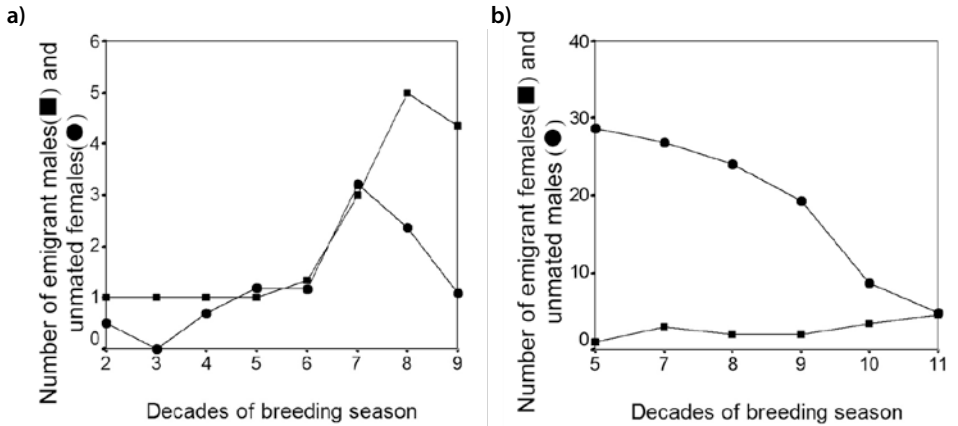 a)
Number of emigrant males(■) and
unmated females(●)
6
5
4
3
2
1
0
2 3 4 5 6 7 8 9
Decades of breeding season
b)
Number of emigrant females(■) and
unmated males (●)
40
30
20
10
0
5 7 8 9 10 11
Decades of breeding season